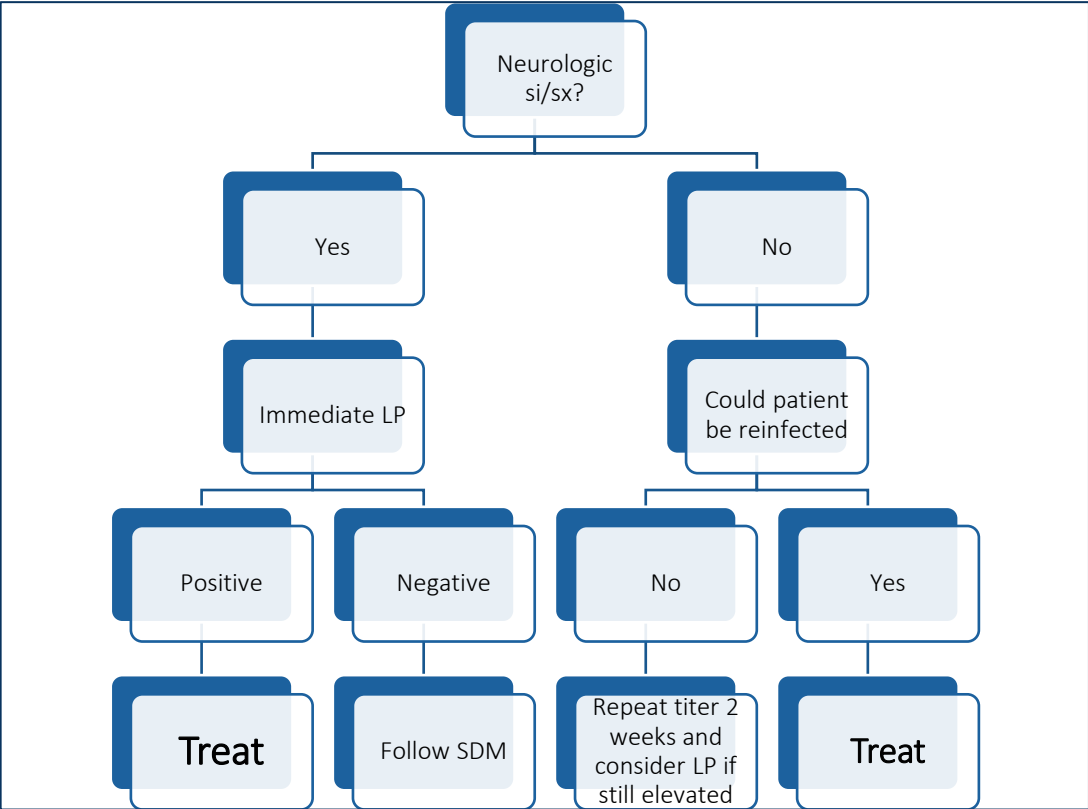 Neurologic
si/sx?
Yes
No
Immediate LP
Could patient
be reinfected
Positive
Negative
No
Yes
Treat
Follow SDM
Repeat titer 2
weeks and
consider LP if
still elevated
Treat